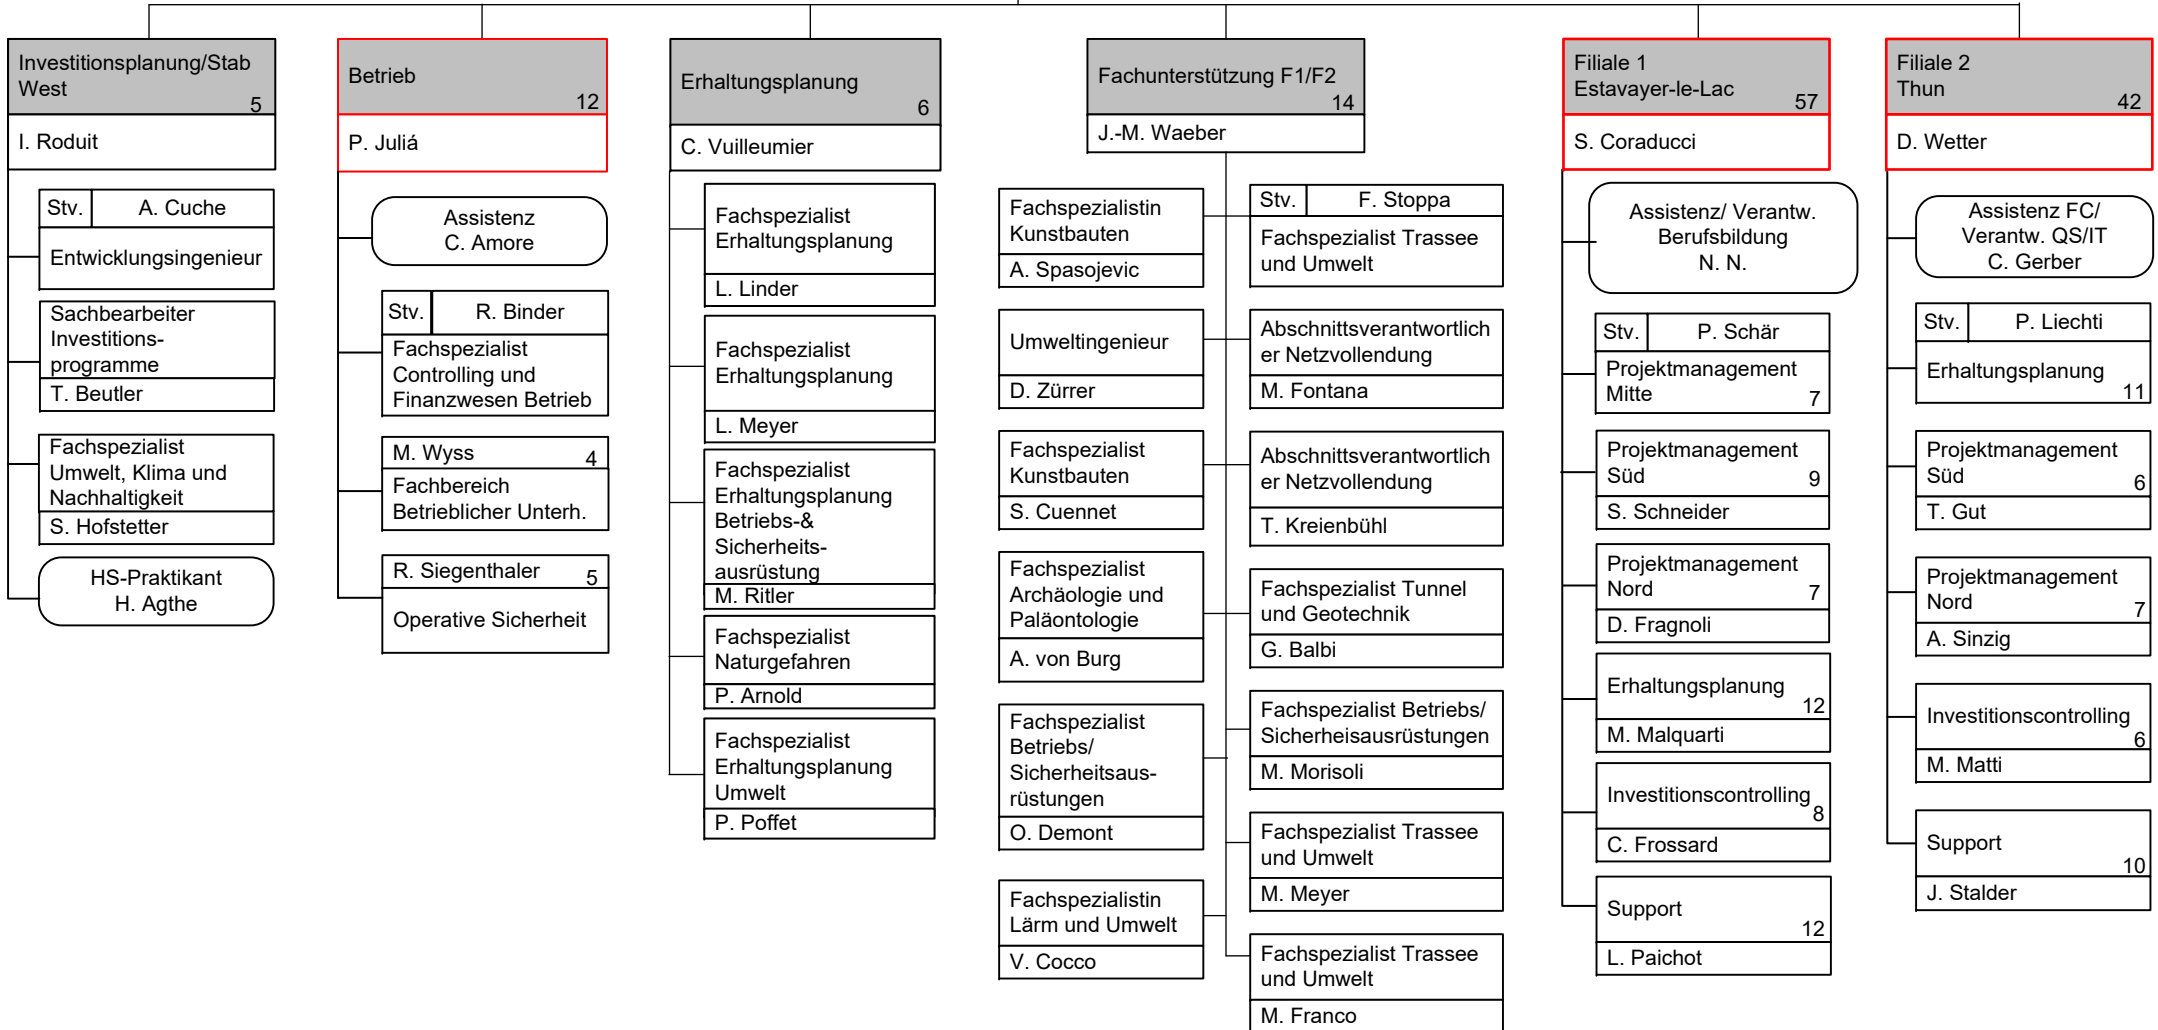 Investitionsplanung/Stab
West
5
I. Roduit
Stv.
A. Cuche
Entwicklungsingenieur
Sachbearbeiter
Investitions-
programme
T. Beutler
Fachspezialist
Umwelt, Klima und
Nachhaltigkeit
S. Hofstetter
HS-Praktikant
H. Agthe
Betrieb
12
P. Juliá
Assistenz
C. Amore
Stv.
R. Binder
Fachspezialist
Controlling und
Finanzwesen Betrieb
M. Wyss
4
Fachbereich
Betrieblicher Unterh.
R. Siegenthaler
5
Operative Sicherheit
Erhaltungsplanung
6
C. Vuilleumier
Fachspezialist
Erhaltungsplanung
L. Linder
Fachspezialist
Erhaltungsplanung
L. Meyer
Fachspezialist
Erhaltungsplanung
Betriebs-&
Sicherheits-
ausrüstung
M. Ritler
Fachspezialist
Naturgefahren
P. Arnold
Fachspezialist
Erhaltungsplanung
Umwelt
P. Poffet
Fachunterstützung F1/F2
14
J.-M. Waeber
Fachspezialistin
Kunstbauten
A. Spasojevic
Umweltingenieur
D. Zürrer
Fachspezialist
Kunstbauten
S. Cuennet
Fachspezialist
Archäologie und
Paläontologie
A. von Burg
Fachspezialist
Betriebs/
Sicherheitsaus-
rüstungen
O. Demont
Fachspezialistin
Lärm und Umwelt
V. Cocco
Stv.
F. Stoppa
Fachspezialist Trassee
und Umwelt
Abschnittsverantwortlich
er Netzvollendung
M. Fontana
Abschnittsverantwortlich
er Netzvollendung
T. Kreienbühl
Fachspezialist Tunnel
und Geotechnik
G. Balbi
Fachspezialist Betriebs/
Sicherheisausrüstungen
M. Morisoli
Fachspezialist Trassee
und Umwelt
M. Meyer
Fachspezialist Trassee
und Umwelt
M. Franco
Filiale 1
Estavayer-le-Lac
57
S. Coraducci
Assistenz/ Verantw.
Berufsbildung
N. N.
Stv.
P. Schär
Projektmanagement
Mitte
7
Projektmanagement
Süd
9
S. Schneider
Projektmanagement
Nord
7
D. Fragnoli
Erhaltungsplanung
12
M. Malquarti
Investitionscontrolling
8
C. Frossard
Support
12
L. Paichot
Filiale 2
Thun
42
D. Wetter
Assistenz FC/
Verantw. QS/IT
C. Gerber
Stv.
P. Liechti
Erhaltungsplanung
11
Projektmanagement
Süd
6
T. Gut
Projektmanagement
Nord
7
A. Sinzig
Investitionscontrolling
6
M. Matti
Support
10
J. Stalder